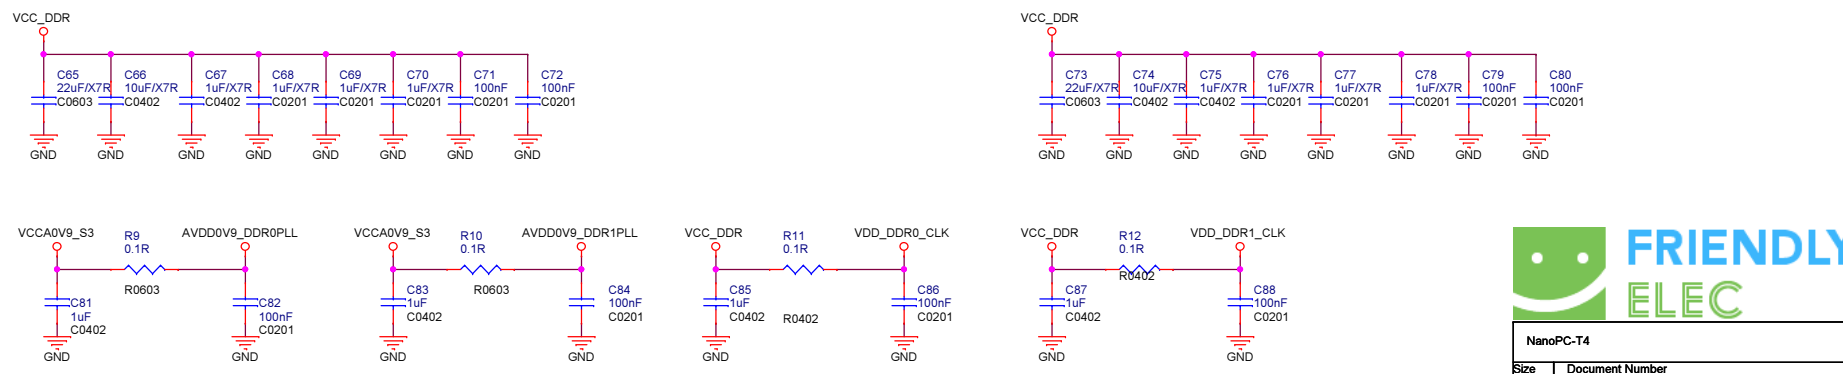 VCC_DDR
C65
22uF/X7R
C0603
C66
10uF/X7R
C0402
C67
1uF/X7R
C0402
C68
1uF/X7R
C0201
C69
1uF/X7R
C0201
C70
1uF/X7R
C0201
C71
100nF
C0201
C72
100nF
C0201
GND
GND
GND
GND
GND
GND
GND
GND
VCC_DDR
C73
22uF/X7R
C0603
C74
10uF/X7R
C0402
C75
1uF/X7R
C0402
C76
1uF/X7R
C0201
C77
1uF/X7R
C0201
C78
1uF/X7R
C0201
C79
100nF
C0201
C80
100nF
C0201
GND
GND
GND
GND
GND
GND
GND
GND
VCCA0V9_S3
R9
0.1R
R0603
AVDD0V9_DDR0PLL
C81
1uF
C0402
C82
100nF
C0201
GND
GND
VCCA0V9_S3
R10
0.1R
R0603
AVDD0V9_DDR1PLL
C83
1uF
C0402
C84
100nF
C0201
GND
GND
VCC_DDR
R11
0.1R
R0402
VDD_DDR0_CLK
C85
1uF
C0402
C86
100nF
C0201
GND
GND
VCC_DDR
R12
0.1R
R0402
VDD_DDR1_CLK
C87
1uF
C0402
C88
100nF
C0201
GND
GND
FRIENDLY
ELEC
NanoPC-T4
Size
Document Number